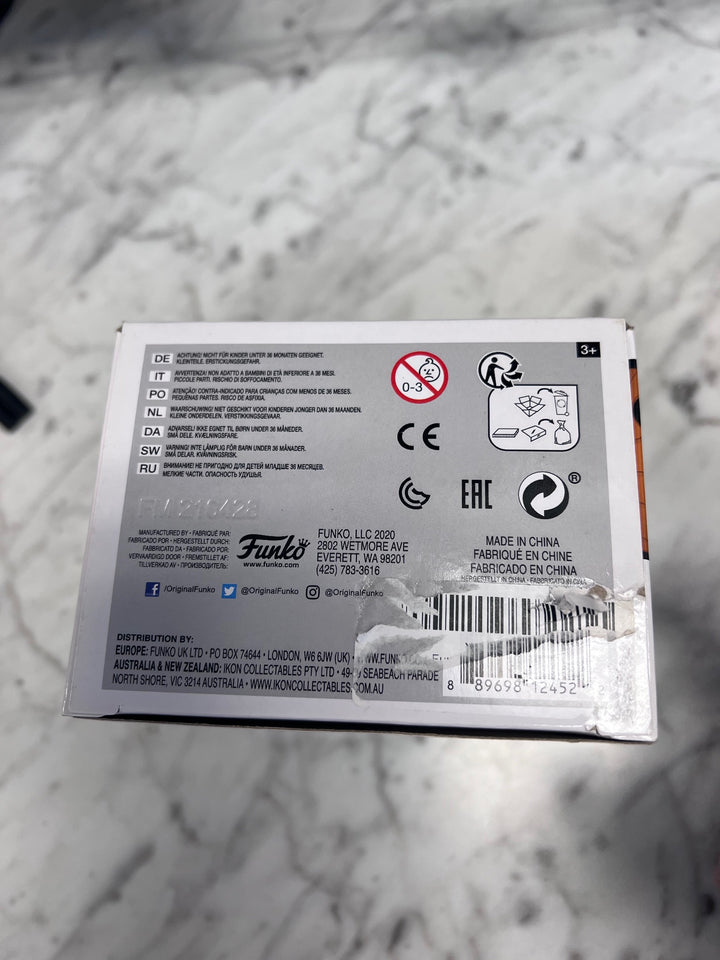 3+
DE ACHTUNG! NICHT FÜR KINDER UNTER 36 MONATEN GEEIGNET.
KLEINTEILE. ERSTICKUNGSGEFAHR.
IT AVVERTENZA! NON ADATTO A BAMBINI DI ETÀ INFERIORE A 36 MESI.
PICCOLE PARTI. RISCHIO DI SOFFOCAMENTO.
PO ATENÇÃO! CONTRA-INDICADO PARA CRIANÇAS COM MENOS DE 36 MESES.
PEQUENAS PARTES. RISCO DE ASFIXIA.
NL WAARSCHUWING! NIET GESCHIKT VOOR KINDEREN JONGER DAN 36 MAANDEN.
KLEINE ONDERDELEN. VERSTIKKINGSGEVAAR.
DA ADVARSEL! IKKE EGNET TIL BØRN UNDER 36 MÅNEDER.
SMÅ DELE. KVÆLNINGSFARE.
SW VARNING! INTE LÄMPLIG FÖR BARN UNDER 36 MÅNADER.
SMÅ DELAR. KVÄVNINGSRISK.
RU ВНИМАНИЕ! НЕ ПРИГОДНО ДЛЯ ДЕТЕЙ МЛАДШЕ 36 МЕСЯЦЕВ.
МЕЛКИЕ ЧАСТИ. ОПАСНОСТЬ УДУШЬЯ.
0-3
CE
EAC
®
MANUFACTURED BY • FABRIQUÉ PAR:
FABRICADO POR • HERGESTELLT DURCH:
FABBRICATO DA • FABRICADO POR:
VERVAARDIGD DOOR • FREMSTILLET AF:
TILLVERKAD AV • ПРОИЗВОДИТЕЛЬ:
Funko
www.funko.com
FUNKO, LLC 2020
2802 WETMORE AVE
EVERETT, WA 98201
(425) 783-3616
MADE IN CHINA
FABRIQUÉ EN CHINE
FABRICADO EN CHINA
HERGESTELLT IN CHINA • FABRICATO IN CINA
/OriginalFunko @OriginalFunko @OriginalFunko
DISTRIBUTION BY:
EUROPE: FUNKO UK LTD • PO BOX 74644 • LONDON, W6 6JW (UK) •
AUSTRALIA & NEW ZEALAND: IKON COLLECTABLES PTY LTD • SEABEACH PARADE
NORTH SHORE, VIC 3214 AUSTRALIA • WWW.IKONCOLLECTABLES.COM.AU
8 89698 12452 2